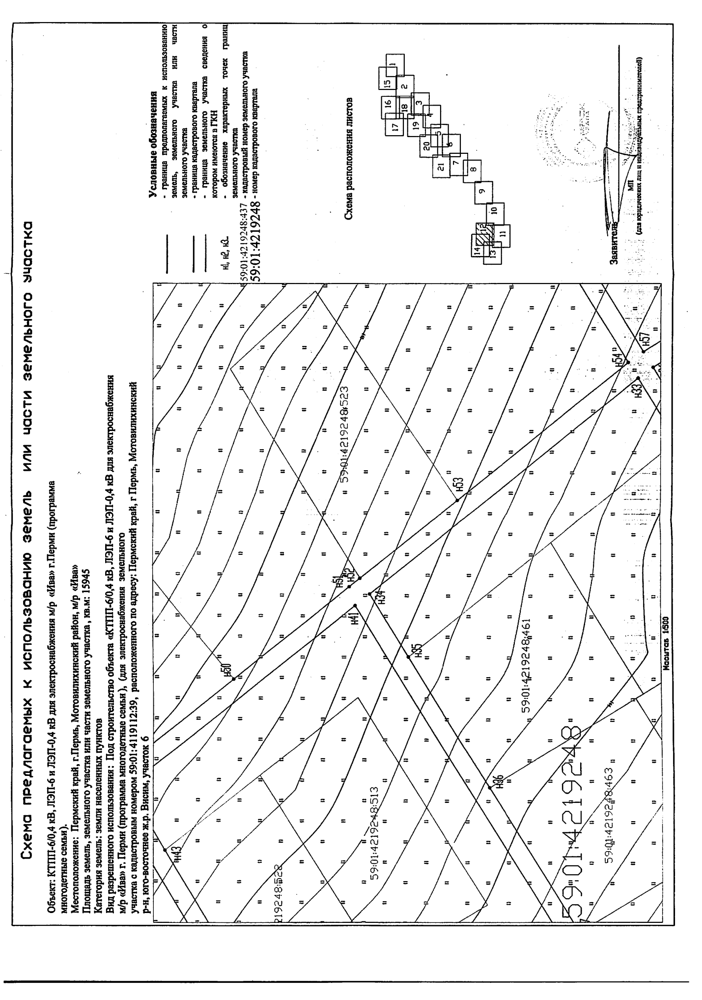 Схема предлагаемых к использованию земель или части земельного участка
Объект: КТПП-6/0,4 кВ, ЛЭП-6 и ЛЭП-0,4 кВ для электроснабжения м/р «Ива» г.Перми (программа
многодетные семьи).
Местоположение: Пермский край, г.Пермь, Мотовилихинский район, м/р «Ива»
Площадь земель, земельного участка или части земельного участка, кв.м: 15945
Категория земель: земли населенных пунктов
Вид разрешенного использования: Под строительство объекта «КТПП-6/0,4 кВ, ЛЭП-6 и ЛЭП-0,4 кВ для электроснабжения
м/р «Ива» г. Перми (программа многодетные семьи), (для электроснабжения земельного
участка с кадастровым номером 59:01:4119112:39, расположенного по адресу: Пермский край, г Пермь, Мотовилихинский
р-н, юго-восточнее ж.р. Висим, участок 6
Условные обозначения
- граница предполагаемых к использованию
земель, земельного участка или части
земельного участка
- граница кадастрового квартала
- граница земельного участка сведения о
котором имеются в ГКН
н1, н2, н3... - обозначение характерных точек границ
земельного участка
59:01:4219248:437 - кадастровый номер земельного участка
59:01:4219248 - номер кадастрового квартала
Схема расположения листов
1
15
2
16
18
3
17
19
4
5
20
6
21
7
8
9
10
12
11
14
13
н43
н50
219248:522
н51
н52
н41
н34
59:01:4219248:523
59:01:4219248:513
н35
н53
н36
59:01:4219248:461
59:01:4219248
59:01:4219248:463
н54
н33
н57
Масштаб 1:500
Заявитель
МП
(для юридических лиц и индивидуальных предпринимателей)